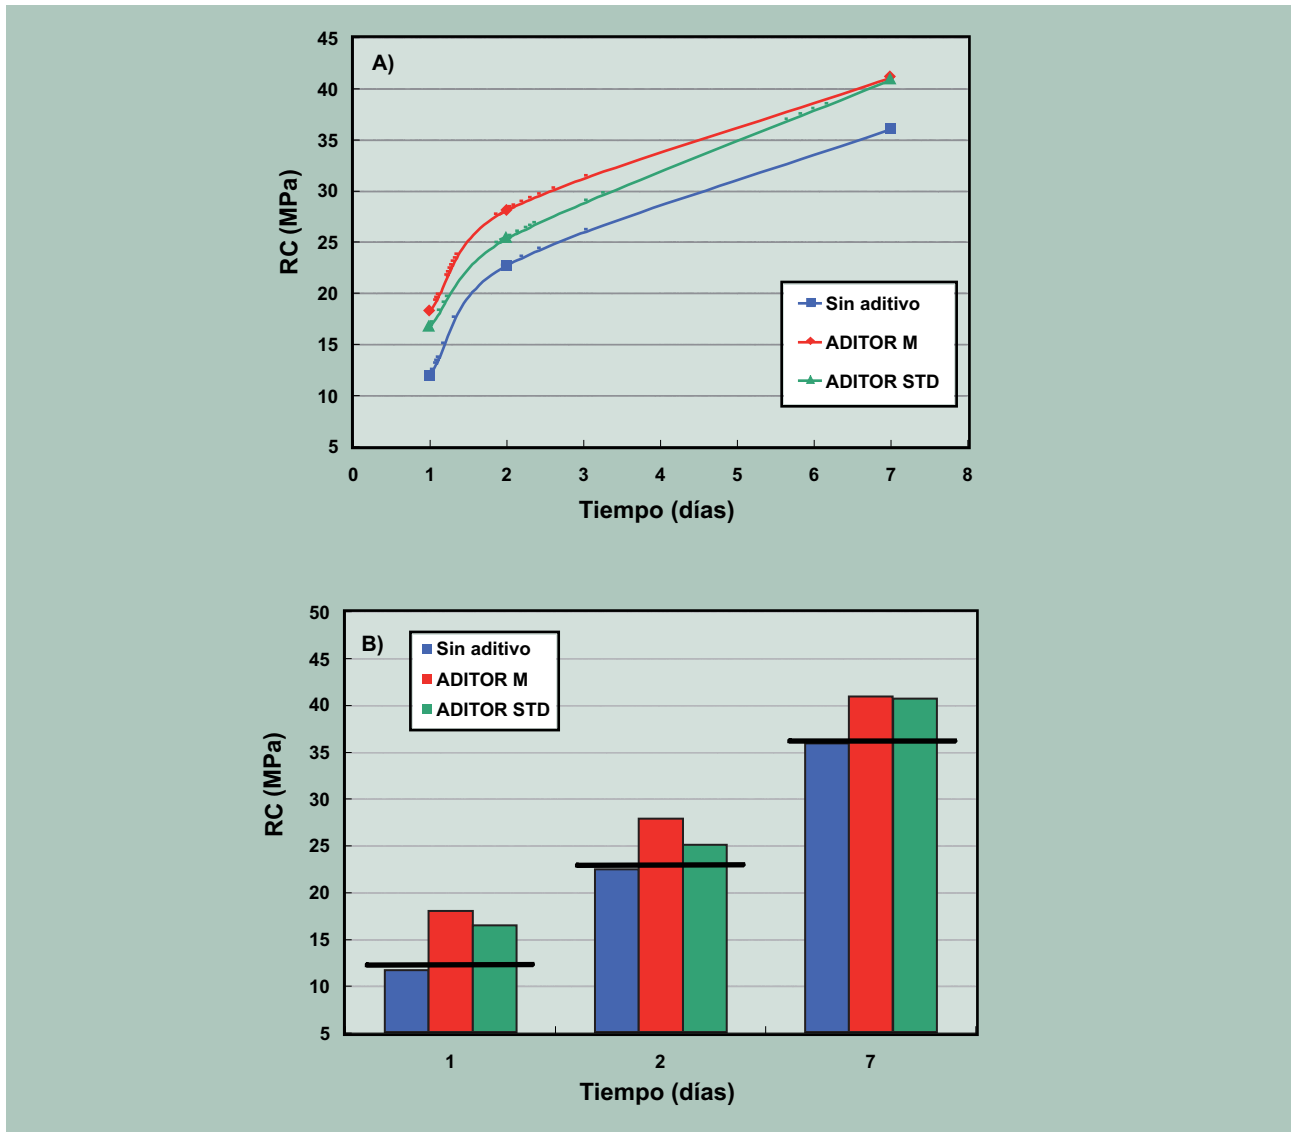 A)
45
40
35
30
25
20
15
10
5
RC (MPa)
Sin aditivo
ADITOR M
ADITOR STD
0 1 2 3 4 5 6 7 8
Tiempo (días)
B)
50
45
40
35
30
25
20
15
10
5
RC (MPa)
Sin aditivo
ADITOR M
ADITOR STD
1 2 7
Tiempo (días)